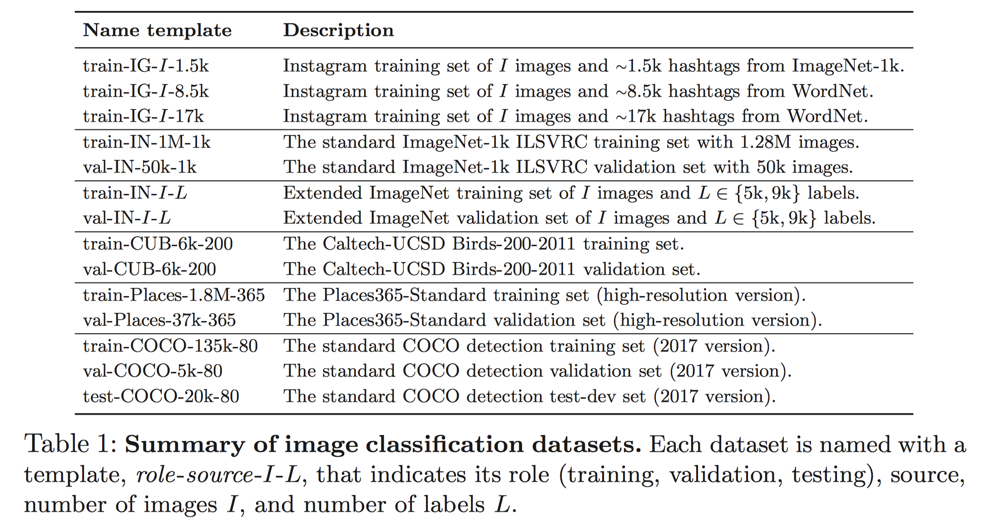 Name template Description
train-IG-I-1.5k Instagram training set of I images and ~1.5k hashtags from ImageNet-1k.
train-IG-I-8.5k Instagram training set of I images and ~8.5k hashtags from WordNet.
train-IG-I-17k Instagram training set of I images and ~17k hashtags from WordNet.
train-IN-1M-1k The standard ImageNet-1k ILSVRC training set with 1.28M images.
val-IN-50k-1k The standard ImageNet-1k ILSVRC validation set with 50k images.
train-IN-I-L Extended ImageNet training set of I images and L ∈ {5k, 9k} labels.
val-IN-I-L Extended ImageNet validation set of I images and L ∈ {5k, 9k} labels.
train-CUB-6k-200 The Caltech-UCSD Birds-200-2011 training set.
val-CUB-6k-200 The Caltech-UCSD Birds-200-2011 validation set.
train-Places-1.8M-365 The Places365-Standard training set (high-resolution version).
val-Places-37k-365 The Places365-Standard validation set (high-resolution version).
train-COCO-135k-80 The standard COCO detection training set (2017 version).
val-COCO-5k-80 The standard COCO detection validation set (2017 version).
test-COCO-20k-80 The standard COCO detection test-dev set (2017 version).
Table 1: Summary of image classification datasets. Each dataset is named with a
template, role-source-I-L, that indicates its role (training, validation, testing), source,
number of images I, and number of labels L.